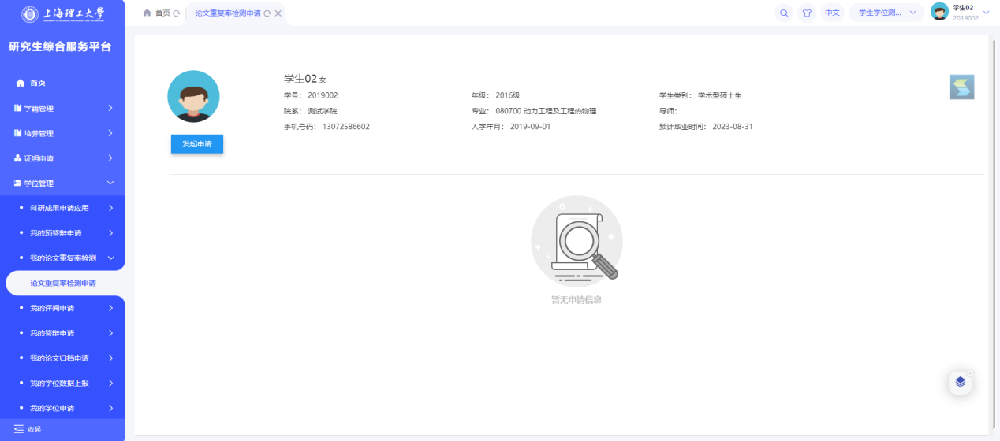 上海理工大學
研究生综合服务平台
首页
学籍管理
培养管理
证明申请
学位管理
科研成果申请应用
我的预答辩申请
我的论文重复率检测
论文重复率检测申请
我的评阅申请
我的答辩申请
我的论文归档申请
我的学位数据上报
我的学位申请
收起
首页 论文重复率检测申请 中文 学生学位测... 学生02
2019002
学生02 女
学号： 2019002 年级： 2016级 学生类别： 学术型硕士生
院系： 测试学院 专业： 080700 动力工程及工程热物理 导师：
手机号码： 13072586602 入学年月： 2019-09-01 预计毕业时间： 2023-08-31
发起申请
暂无申请信息